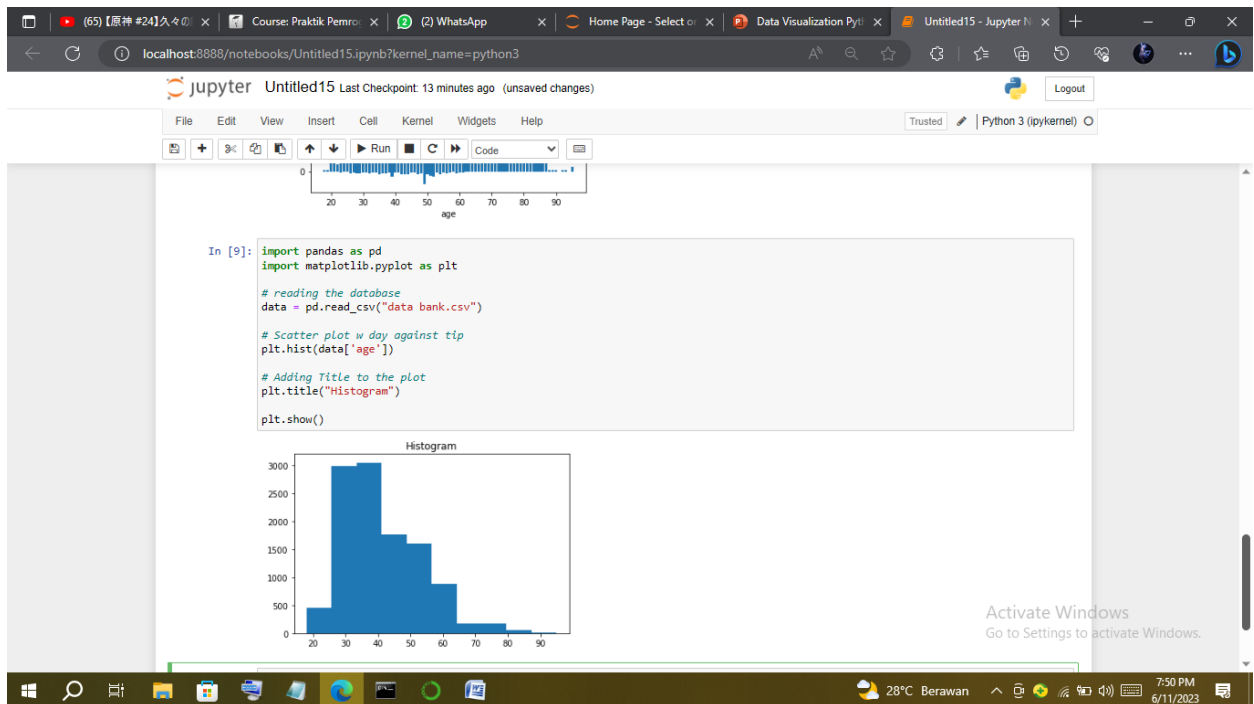 (65)【原神 #24】久々の
Course: Praktik Pemrog
(2) WhatsApp
Home Page - Select or
Data Visualization Pyth
Untitled15 - Jupyter N
localhost:8888/notebooks/Untitled15.ipynb?kernel_name=python3
jupyter Untitled15 Last Checkpoint: 13 minutes ago (unsaved changes)
Logout
File Edit View Insert Cell Kernel Widgets Help
Trusted Python 3 (ipykernel)
Run Code
0
20 30 40 50 60 70 80 90
age
In [9]: import pandas as pd
import matplotlib.pyplot as plt
# reading the database
data = pd.read_csv("data bank.csv")
# Scatter plot w day against tip
plt.hist(data['age'])
# Adding Title to the plot
plt.title("Histogram")
plt.show()
Histogram
3000
2500
2000
1500
1000
500
0
20 30 40 50 60 70 80 90
Activate Windows
Go to Settings to activate Windows.
28°C Berawan
7:50 PM
6/11/2023